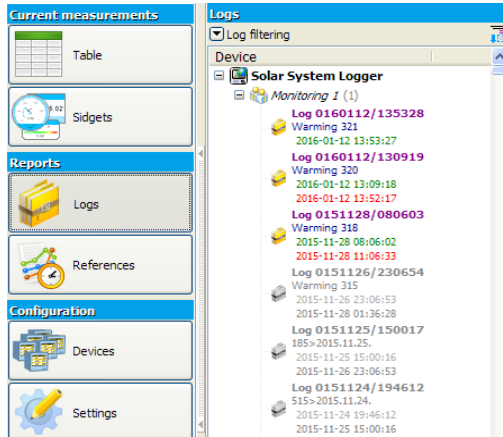 Current measurements
Table
Sidgets
Reports
Logs
References
Configuration
Devices
Settings
Logs
Log filtering
Device
Solar System Logger
Monitoring 1 (1)
Log 0160112/135328
Warming 321
2016-01-12 13:53:27
Log 0160112/130919
Warming 320
2016-01-12 13:09:18
2016-01-12 13:52:17
Log 0151128/080603
Warming 318
2015-11-28 08:06:02
2015-11-28 11:06:33
Log 0151126/230654
Warming 315
2015-11-26 23:06:53
2015-11-28 01:36:28
Log 0151125/150017
185>2015.11.25.
2015-11-25 15:00:16
2015-11-26 23:06:53
Log 0151124/194612
515>2015.11.24.
2015-11-24 19:46:12
2015-11-25 15:00:16